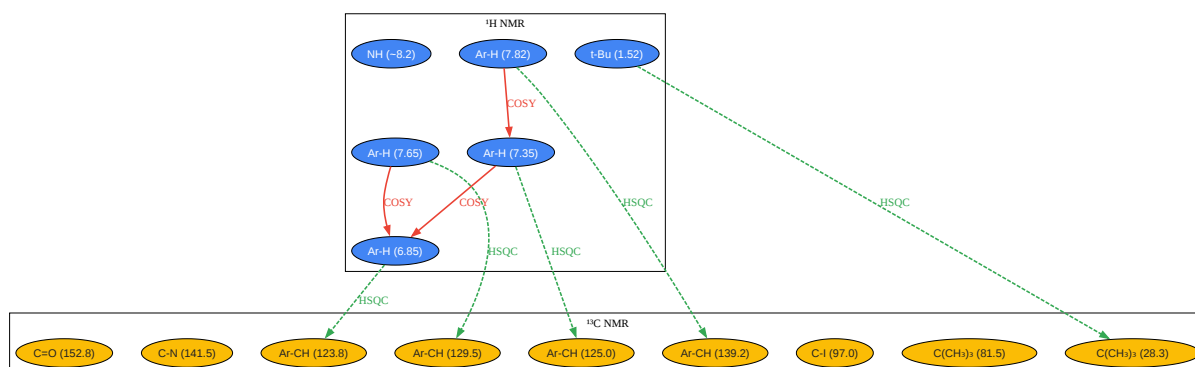 ¹H NMR
NH (~8.2)
Ar-H (7.82)
t-Bu (1.52)
COSY
Ar-H (7.65)
Ar-H (7.35)
COSY
COSY
HSQC
HSQC
Ar-H (6.85)
HSQC
HSQC
HSQC
¹³C NMR
C=O (152.8)
C-N (141.5)
Ar-CH (123.8)
Ar-CH (129.5)
Ar-CH (125.0)
Ar-CH (139.2)
C-I (97.0)
C(CH₃)₃ (81.5)
C(CH₃)₃ (28.3)